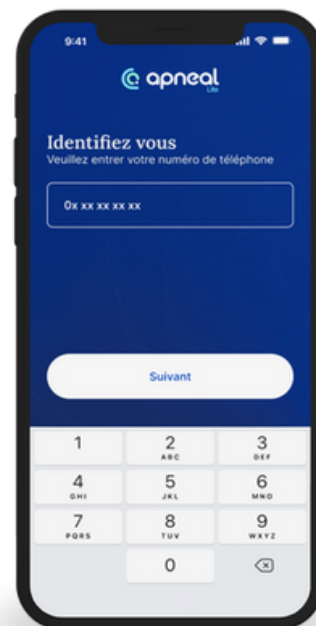 9:41
apneal
Lite
Identifiez vous
Veuillez entrer votre numéro de téléphone
0x xx xx xx xx
Suivant
1 2 3
ABC DEF
4 5 6
GHI JKL MNO
7 8 9
PQRS TUV WXYZ
0